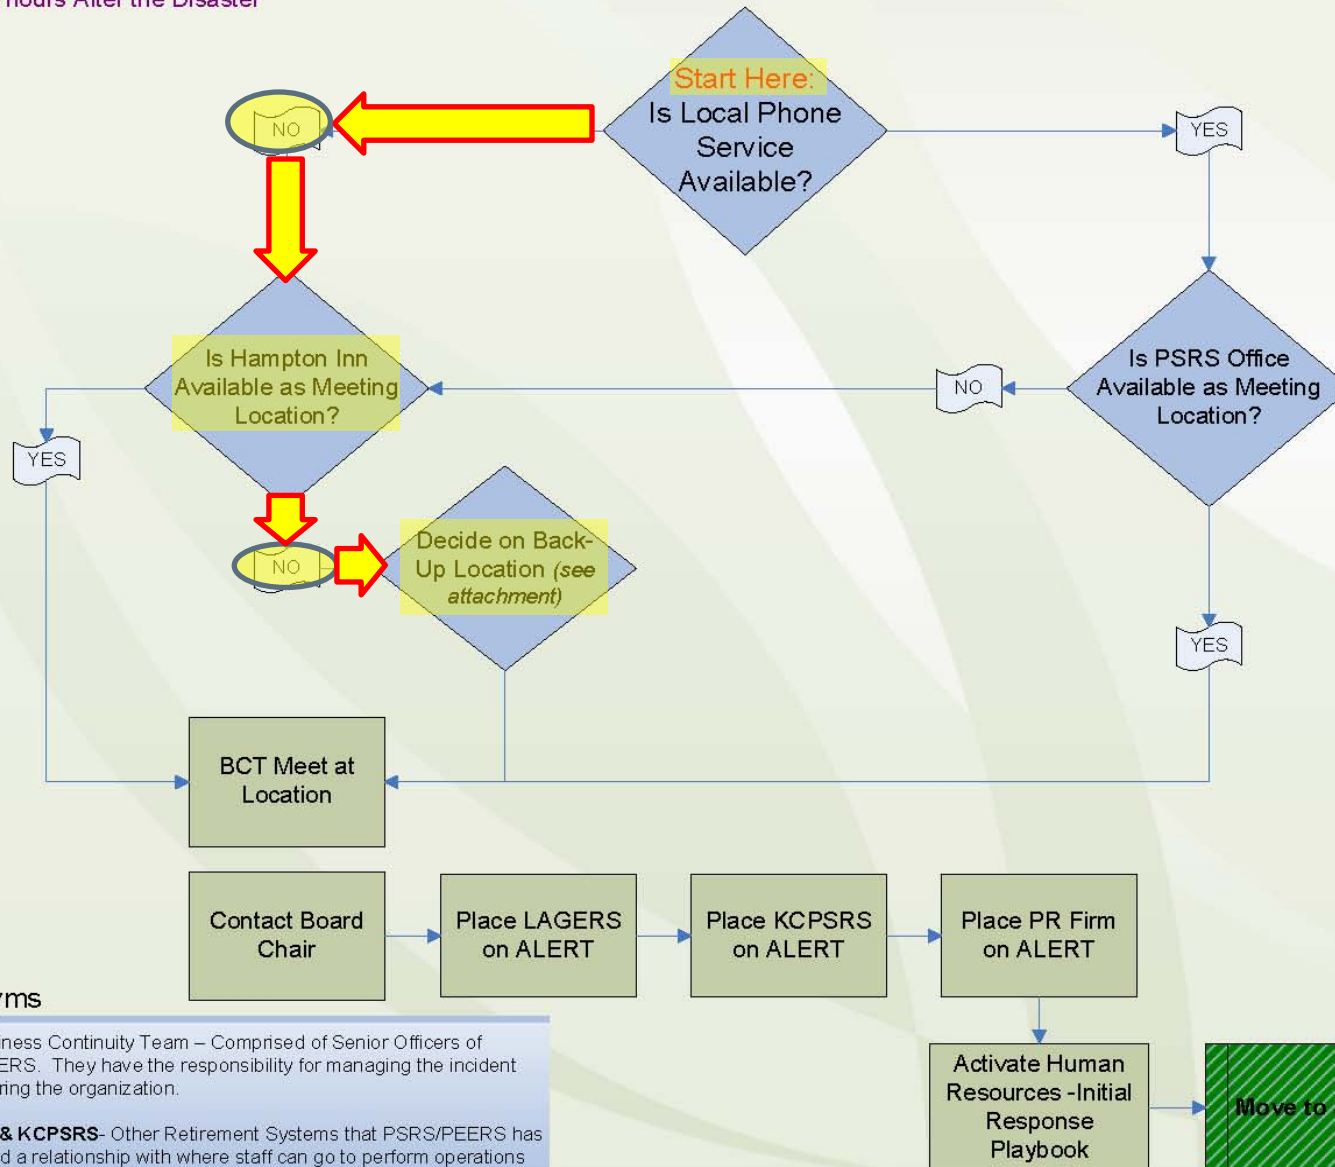 hours After the Disaster
Start Here:
Is Local Phone
Service
Available?
NO
YES
Is Hampton Inn
Available as Meeting
Location?
Is PSRS Office
Available as Meeting
Location?
NO
YES
NO
Decide on Back-
Up Location (see
attachment)
YES
BCT Meet at
Location
Contact Board
Chair
Place LAGERS
on ALERT
Place KCPSRS
on ALERT
Place PR Firm
on ALERT
Activate Human
Resources -Initial
Response
Playbook
Move to
yms
iness Continuity Team – Comprised of Senior Officers of
ERS. They have the responsibility for managing the incident
ring the organization.
& KCPSRS- Other Retirement Systems that PSRS/PEERS has
d a relationship with where staff can go to perform operations